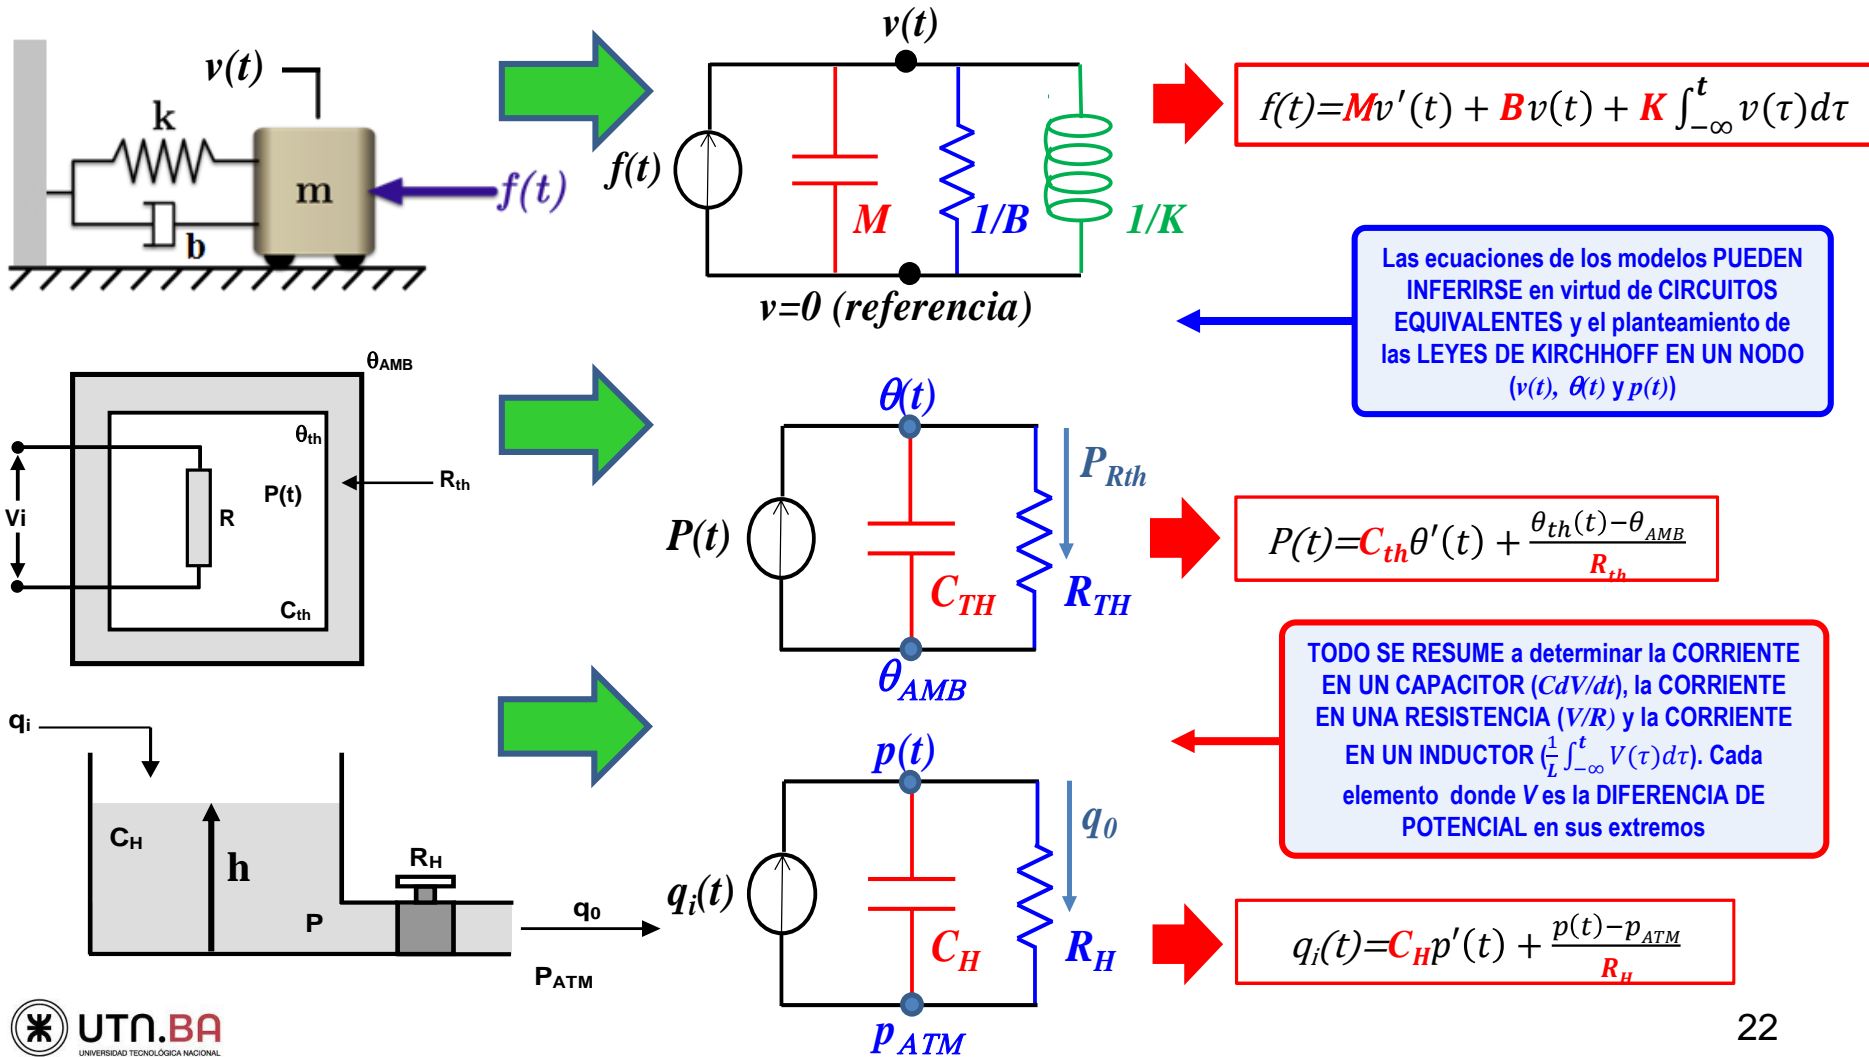 v(t)
k
m
b
f(t)
v(t)
f(t)
M
1/B
1/K
v=0 (referencia)
f(t)=Mv′(t) + Bv(t) + K ∫_{−∞}^{t} v(τ)dτ
Las ecuaciones de los modelos PUEDEN
INFERIRSE en virtud de CIRCUITOS
EQUIVALENTES y el planteamiento de
las LEYES DE KIRCHHOFF EN UN NODO
(v(t), θ(t) y p(t))
θAMB
θth
P(t)
Rth
Vi
R
Cth
θ(t)
P(t)
CTH
PRth
RTH
θAMB
P(t)=Cthθ′(t) + (θth(t)−θAMB)/Rth
TODO SE RESUME a determinar la CORRIENTE
EN UN CAPACITOR (CdV/dt), la CORRIENTE
EN UNA RESISTENCIA (V/R) y la CORRIENTE
EN UN INDUCTOR (1/L ∫_{−∞}^{t} V(τ)dτ). Cada
elemento donde V es la DIFERENCIA DE
POTENCIAL en sus extremos
qi
CH
h
P
RH
q0
PATM
p(t)
qi(t)
CH
q0
RH
pATM
qi(t)=CHp′(t) + (p(t)−pATM)/RH
UTN.BA
UNIVERSIDAD TECNOLÓGICA NACIONAL
22